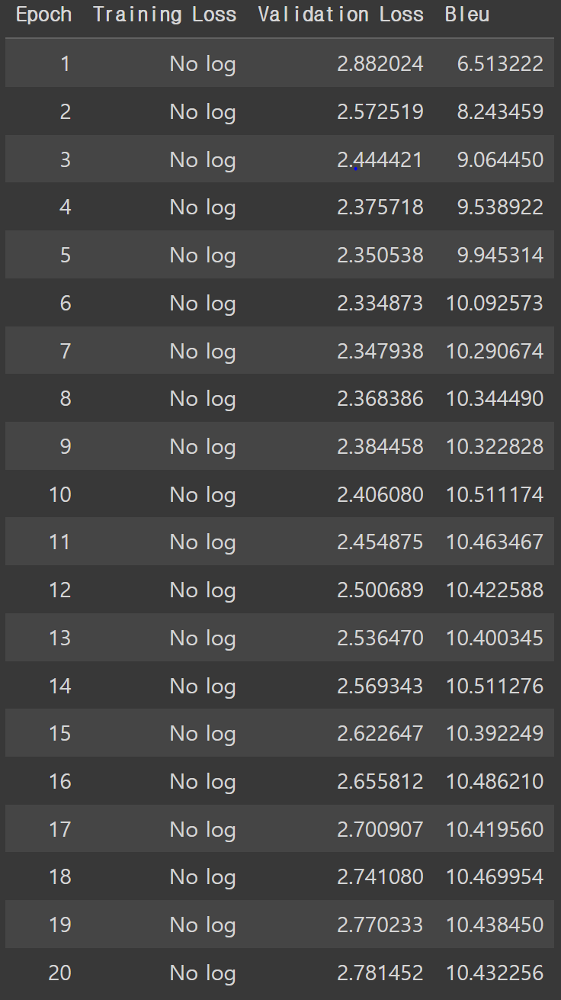 Epoch Training Loss Validation Loss Bleu
1 No log 2.882024 6.513222
2 No log 2.572519 8.243459
3 No log 2.444421 9.064450
4 No log 2.375718 9.538922
5 No log 2.350538 9.945314
6 No log 2.334873 10.092573
7 No log 2.347938 10.290674
8 No log 2.368386 10.344490
9 No log 2.384458 10.322828
10 No log 2.406080 10.511174
11 No log 2.454875 10.463467
12 No log 2.500689 10.422588
13 No log 2.536470 10.400345
14 No log 2.569343 10.511276
15 No log 2.622647 10.392249
16 No log 2.655812 10.486210
17 No log 2.700907 10.419560
18 No log 2.741080 10.469954
19 No log 2.770233 10.438450
20 No log 2.781452 10.432256